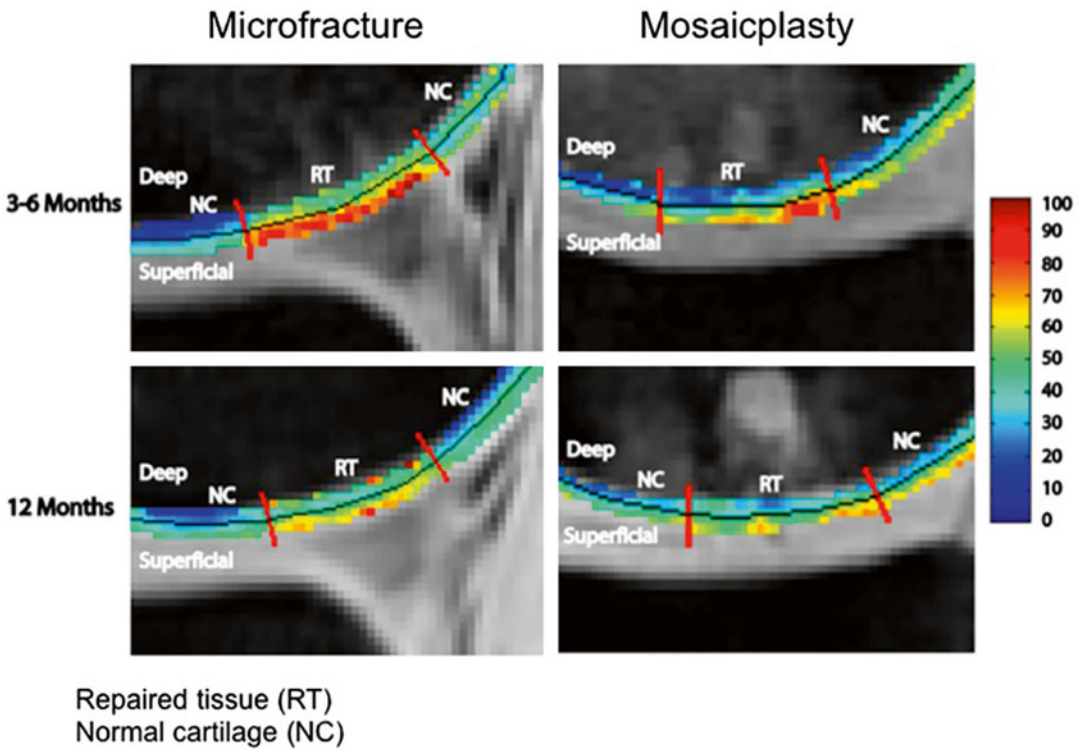 Microfracture
Mosaicplasty
3-6 Months
NC
Deep
RT
NC
Superficial
NC
Deep
RT
Superficial
100
90
80
70
60
50
40
30
20
10
0
12 Months
NC
Deep
RT
NC
Superficial
NC
Deep
NC
RT
Superficial
Repaired tissue (RT)
Normal cartilage (NC)